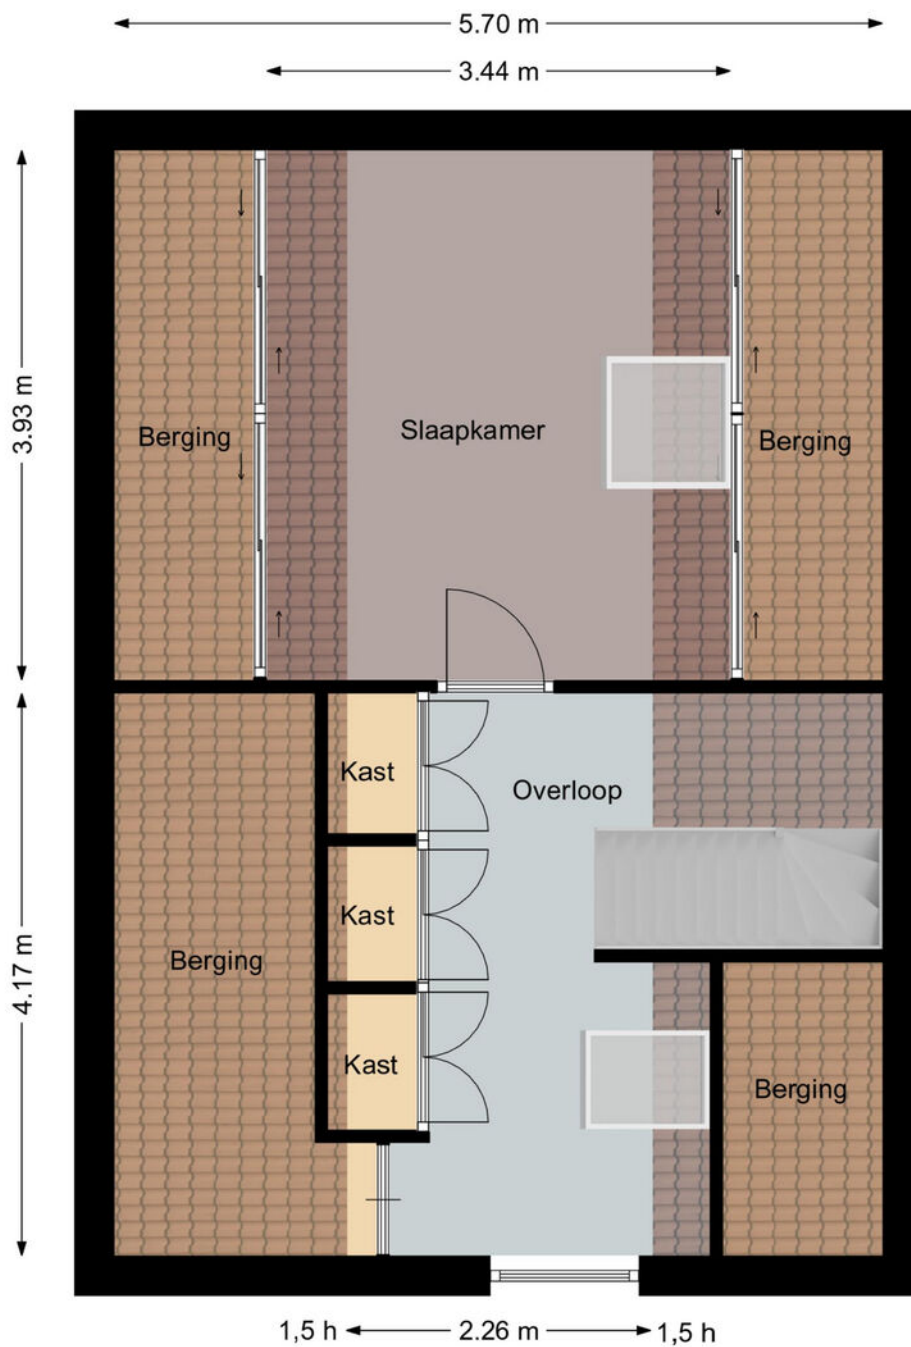 5.70 m
3.44 m
3.93 m
Berging
Slaapkamer
Berging
Kast
Overloop
Kast
Berging
4.17 m
Kast
Berging
1,5 h
2.26 m
1,5 h